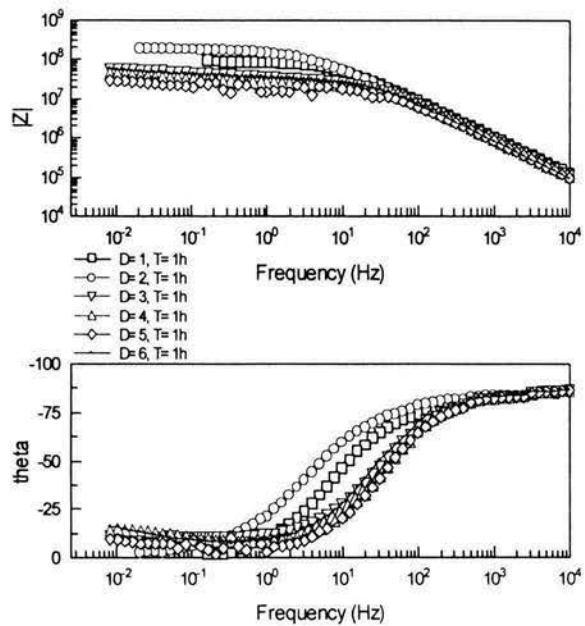 10⁹
10⁸
10⁷
10⁶
10⁵
10⁴
|Z|
10⁻² 10⁻¹ 10⁰ 10¹ 10² 10³ 10⁴
Frequency (Hz)
D= 1, T= 1h
D= 2, T= 1h
D= 3, T= 1h
D= 4, T= 1h
D= 5, T= 1h
D= 6, T= 1h
-100
-75
-50
-25
0
theta
10⁻² 10⁻¹ 10⁰ 10¹ 10² 10³ 10⁴
Frequency (Hz)